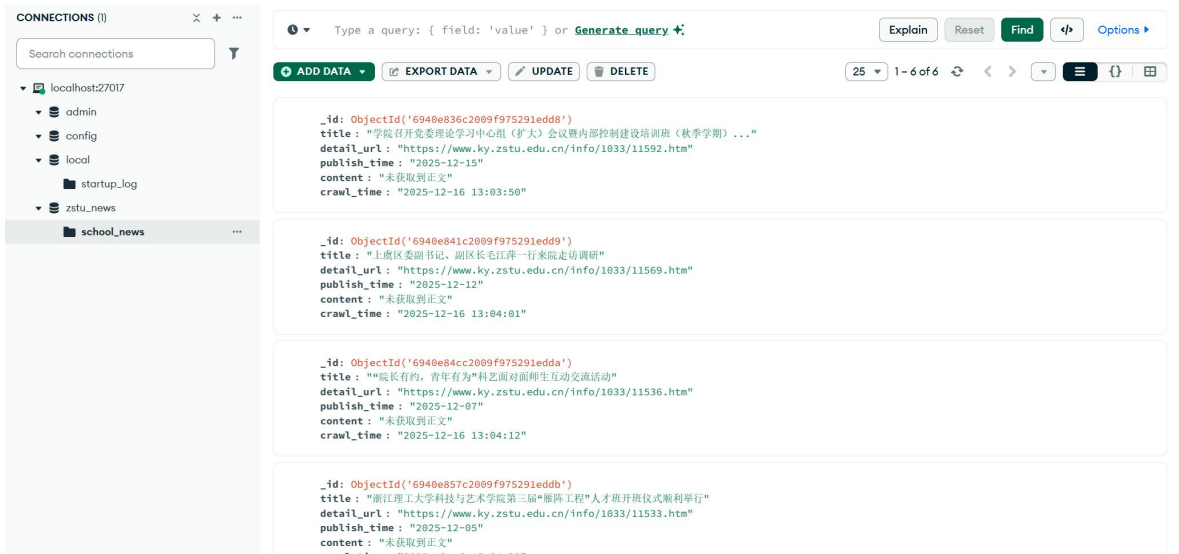 CONNECTIONS (1)
Search connections
localhost:27017
admin
config
local
startup_log
zstu_news
school_news
Type a query: { field: 'value' } or Generate query
Explain
Reset
Find
</>
Options
ADD DATA
EXPORT DATA
UPDATE
DELETE
25
1 – 6 of 6
{}
_id: ObjectId('6940e836c2009f975291edd8')
title : "学院召开党委理论学习中心组（扩大）会议暨内部控制建设培训班（秋季学期）..."
detail_url : "https://www.ky.zstu.edu.cn/info/1033/11592.htm"
publish_time : "2025-12-15"
content : "未获取到正文"
crawl_time : "2025-12-16 13:03:50"
_id: ObjectId('6940e841c2009f975291edd9')
title : "上虞区委副书记、副区长毛江萍一行来院走访调研"
detail_url : "https://www.ky.zstu.edu.cn/info/1033/11569.htm"
publish_time : "2025-12-12"
content : "未获取到正文"
crawl_time : "2025-12-16 13:04:01"
_id: ObjectId('6940e84cc2009f975291edda')
title : "“院长有约，青年有为”科艺面对面师生互动交流活动"
detail_url : "https://www.ky.zstu.edu.cn/info/1033/11536.htm"
publish_time : "2025-12-07"
content : "未获取到正文"
crawl_time : "2025-12-16 13:04:12"
_id: ObjectId('6940e857c2009f975291eddb')
title : "浙江理工大学科技与艺术学院第三届“雁阵工程”人才班开班仪式顺利举行"
detail_url : "https://www.ky.zstu.edu.cn/info/1033/11533.htm"
publish_time : "2025-12-05"
content : "未获取到正文"